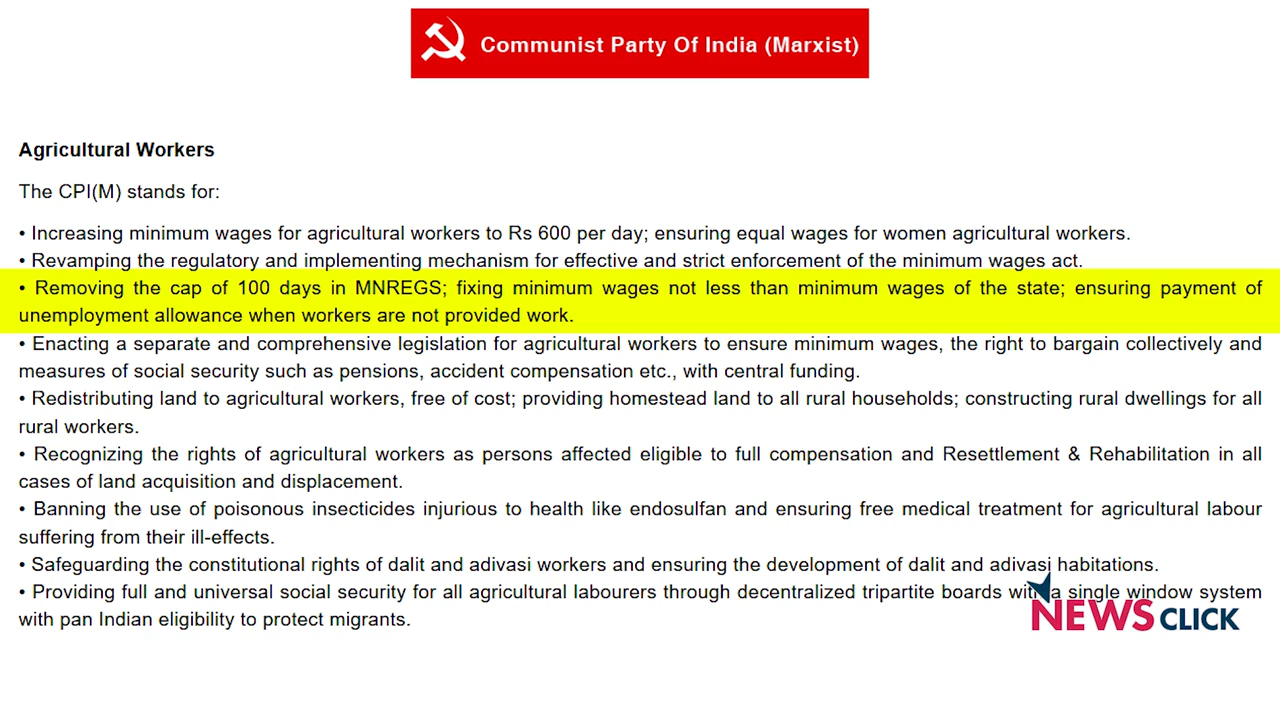 Communist Party Of India (Marxist)
Agricultural Workers
The CPI(M) stands for:
• Increasing minimum wages for agricultural workers to Rs 600 per day; ensuring equal wages for women agricultural workers.
• Revamping the regulatory and implementing mechanism for effective and strict enforcement of the minimum wages act.
• Removing the cap of 100 days in MNREGS; fixing minimum wages not less than minimum wages of the state; ensuring payment of
unemployment allowance when workers are not provided work.
• Enacting a separate and comprehensive legislation for agricultural workers to ensure minimum wages, the right to bargain collectively and
measures of social security such as pensions, accident compensation etc., with central funding.
• Redistributing land to agricultural workers, free of cost; providing homestead land to all rural households; constructing rural dwellings for all
rural workers.
• Recognizing the rights of agricultural workers as persons affected eligible to full compensation and Resettlement & Rehabilitation in all
cases of land acquisition and displacement.
• Banning the use of poisonous insecticides injurious to health like endosulfan and ensuring free medical treatment for agricultural labour
suffering from their ill-effects.
• Safeguarding the constitutional rights of dalit and adivasi workers and ensuring the development of dalit and adivasi habitations.
• Providing full and universal social security for all agricultural labourers through decentralized tripartite boards with a single window system
with pan Indian eligibility to protect migrants.
NEWSCLICK